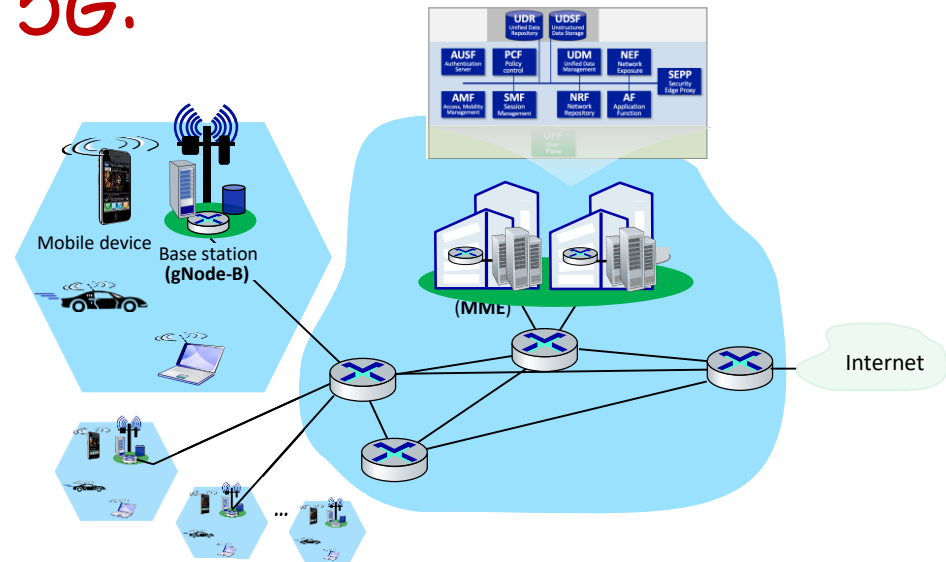 5G.
UDR
Unified Data
Repository
UDSF
Unstructured
Data Storage
AUSF
Authentication
Server
PCF
Policy
control
UDM
Unified Data
Management
NEF
Network
Exposure
SEPP
Security
Edge Proxy
AMF
Access, Mobility
Management
SMF
Session
Management
NRF
Network
Repository
AF
Application
Function
UPF
User
Plane
Mobile device
Base station
(gNode-B)
(MME)
Internet
...